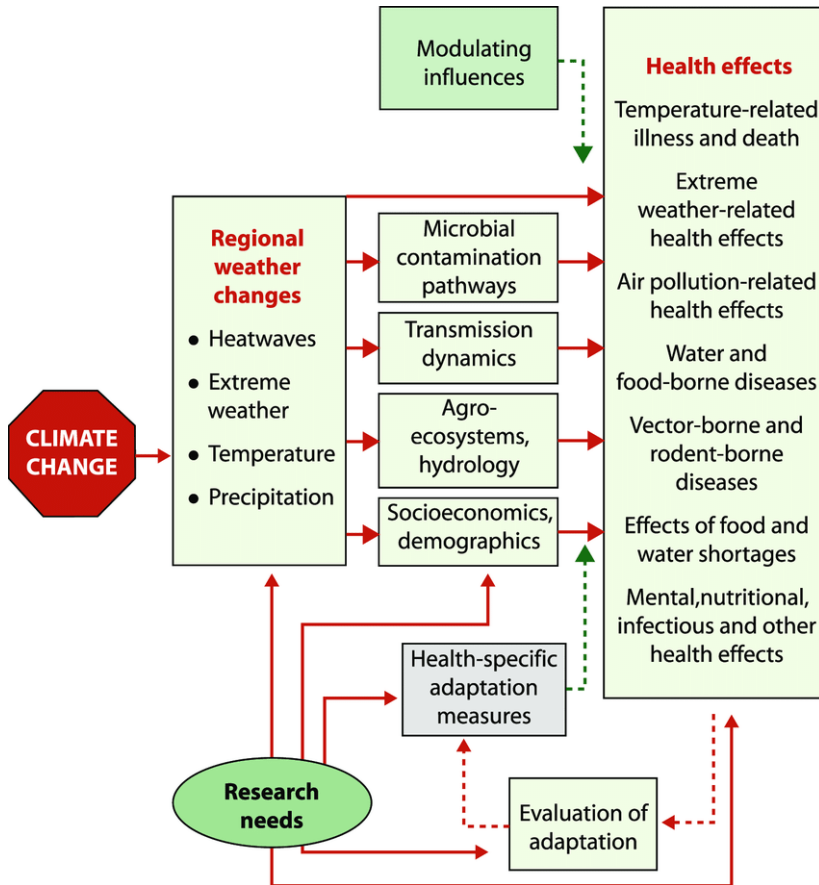 Modulating
influences
Health effects
Temperature-related
illness and death
Extreme
weather-related
health effects
Air pollution-related
health effects
Water and
food-borne diseases
Vector-borne and
rodent-borne
diseases
Effects of food and
water shortages
Mental,nutritional,
infectious and other
health effects
Regional
weather
changes
● Heatwaves
● Extreme
weather
● Temperature
● Precipitation
Microbial
contamination
pathways
Transmission
dynamics
Agro-
ecosystems,
hydrology
Socioeconomics,
demographics
CLIMATE
CHANGE
Health-specific
adaptation
measures
Research
needs
Evaluation of
adaptation